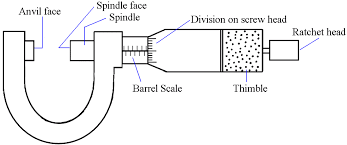 Spindle face
Anvil face
Spindle
Division on screw head
Ratchet head
Barrel Scale
Thimble